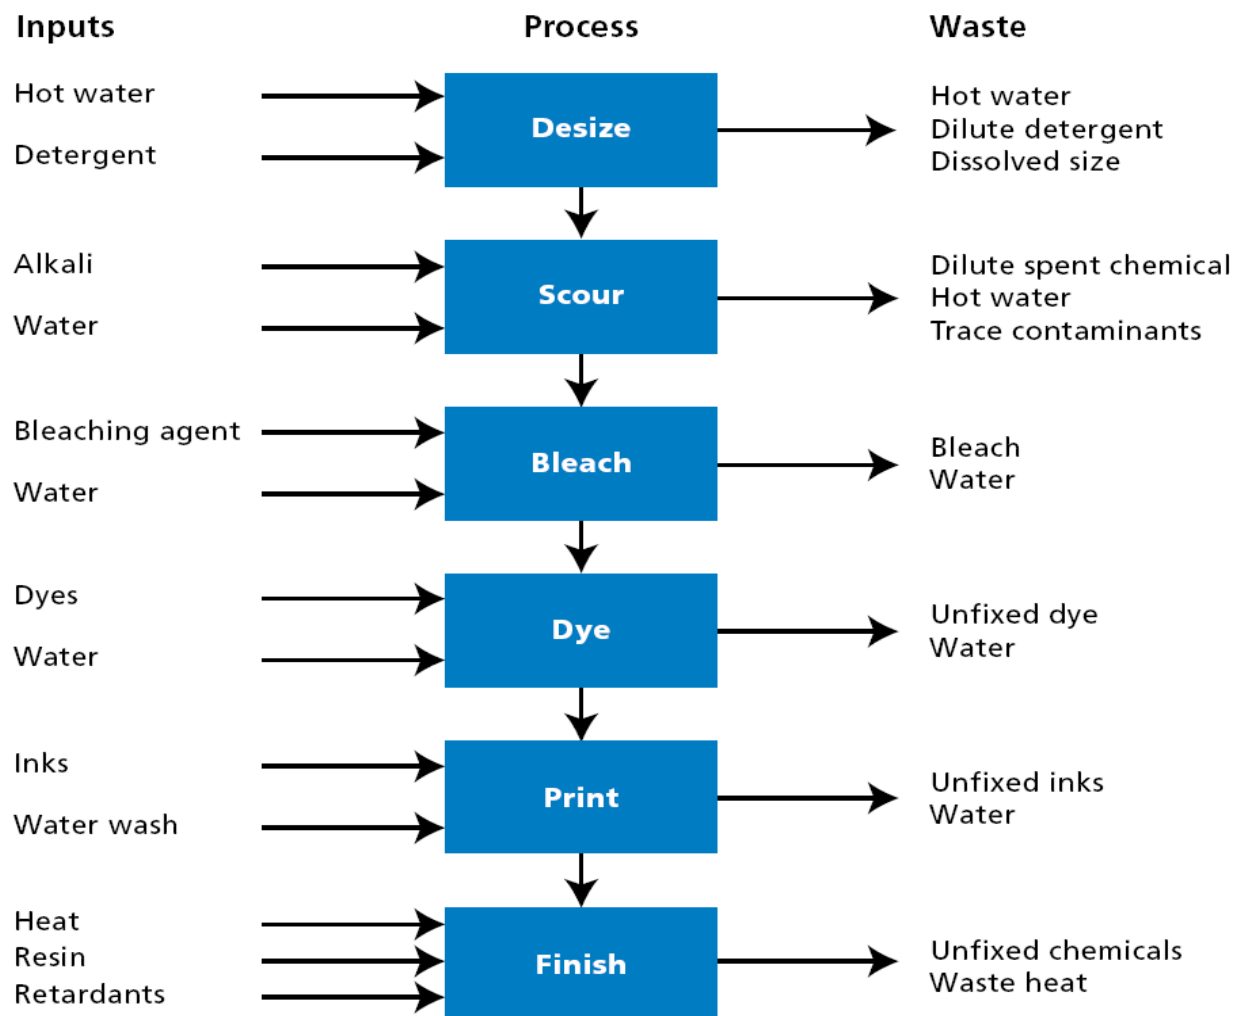 Inputs
Process
Waste
Hot water
Detergent
Desize
Hot water
Dilute detergent
Dissolved size
Alkali
Water
Scour
Dilute spent chemical
Hot water
Trace contaminants
Bleaching agent
Water
Bleach
Bleach
Water
Dyes
Water
Dye
Unfixed dye
Water
Inks
Water wash
Print
Unfixed inks
Water
Heat
Resin
Retardants
Finish
Unfixed chemicals
Waste heat